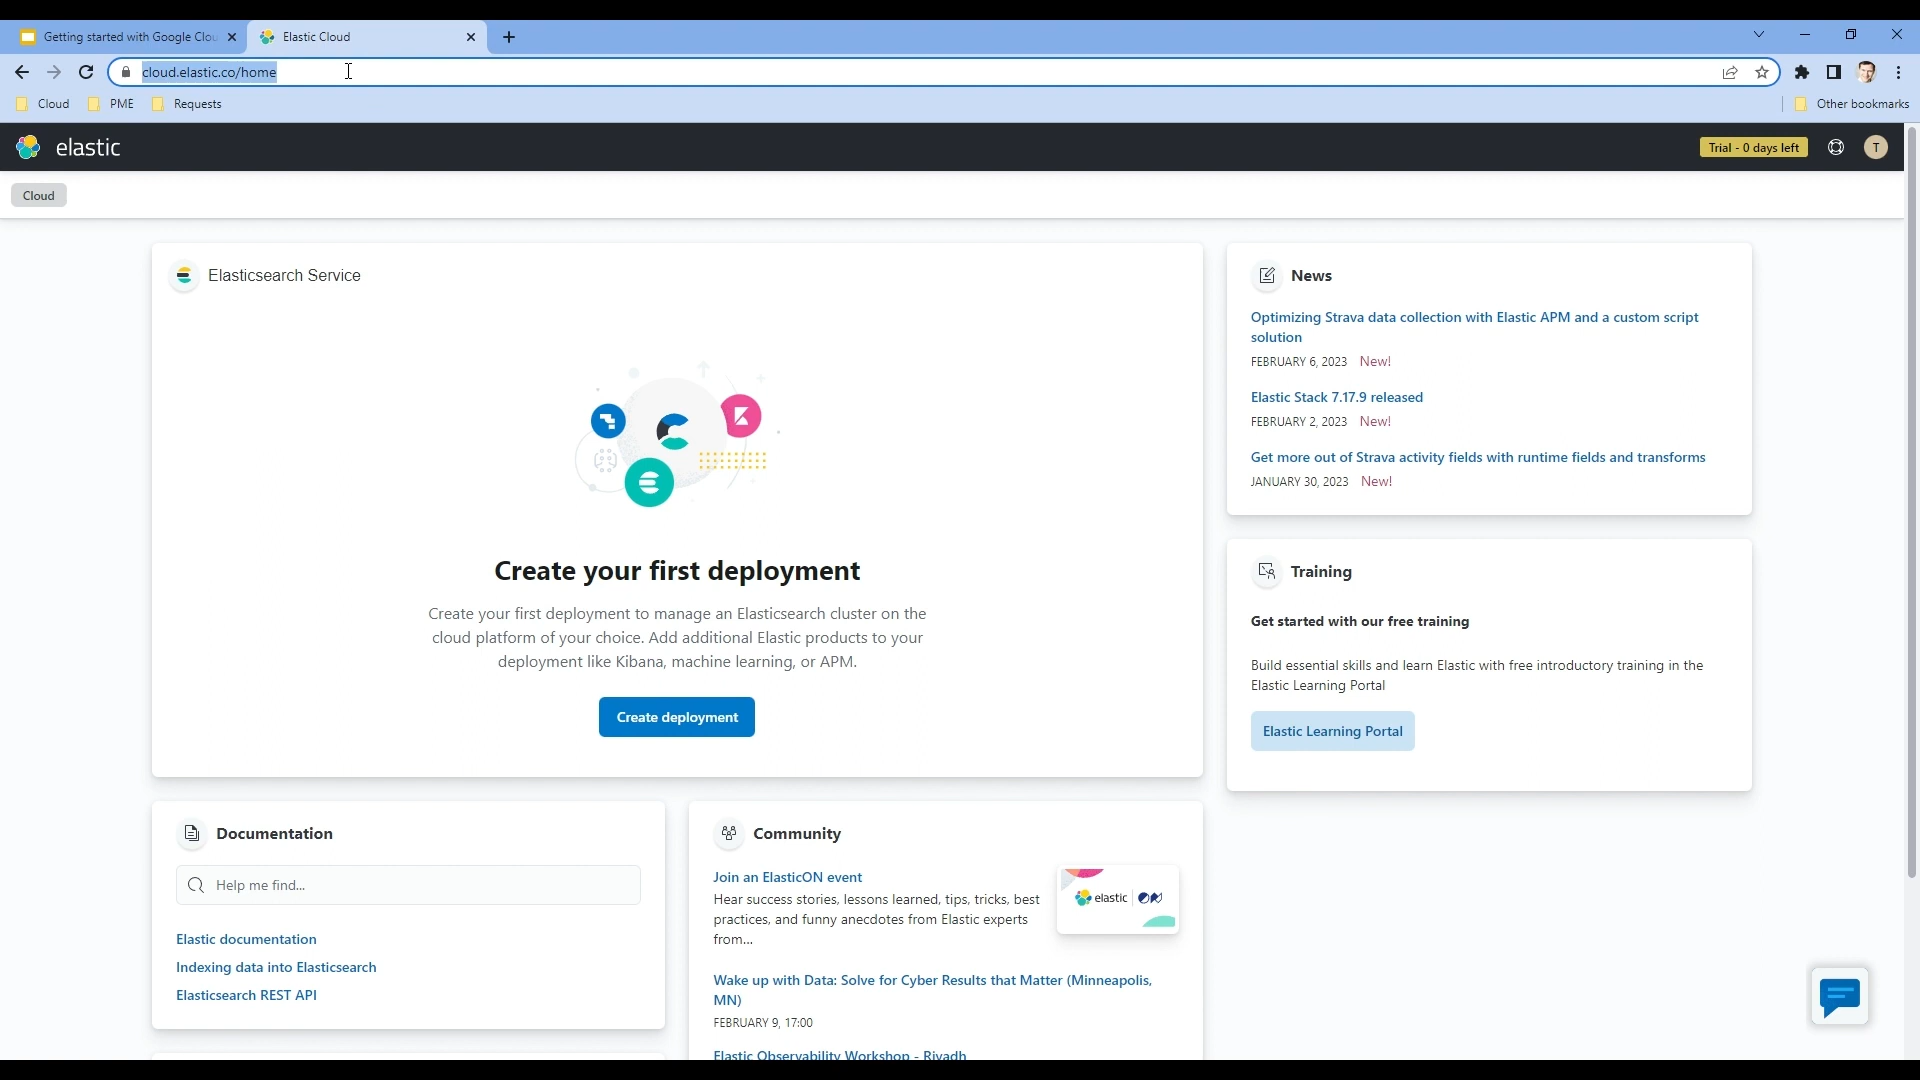 Getting started with Google Clou
Elastic Cloud
cloud.elastic.co/home
Cloud
PME
Requests
Other bookmarks
elastic
Trial - 0 days left
T
Cloud
Elasticsearch Service
Create your first deployment
Create your first deployment to manage an Elasticsearch cluster on the
cloud platform of your choice. Add additional Elastic products to your
deployment like Kibana, machine learning, or APM.
Create deployment
News
Optimizing Strava data collection with Elastic APM and a custom script
solution
FEBRUARY 6, 2023 New!
Elastic Stack 7.17.9 released
FEBRUARY 2, 2023 New!
Get more out of Strava activity fields with runtime fields and transforms
JANUARY 30, 2023 New!
Training
Get started with our free training
Build essential skills and learn Elastic with free introductory training in the
Elastic Learning Portal
Elastic Learning Portal
Documentation
Help me find...
Elastic documentation
Indexing data into Elasticsearch
Elasticsearch REST API
Community
Join an ElasticON event
Hear success stories, lessons learned, tips, tricks, best
practices, and funny anecdotes from Elastic experts
from...
elastic ON
Wake up with Data: Solve for Cyber Results that Matter (Minneapolis,
MN)
FEBRUARY 9, 17:00
Elastic Observability Workshop - Riyadh